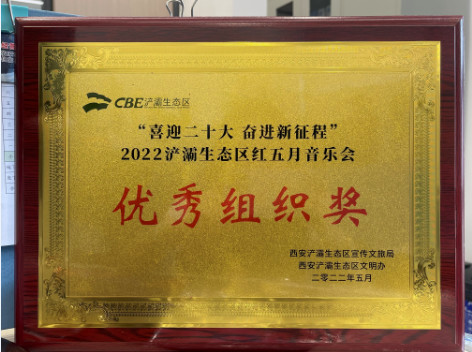 CBE浐灞生态区
“喜迎二十大 奋进新征程”
2022浐灞生态区红五月音乐会
优秀组织奖
西安浐灞生态区宣传文旅局
西安浐灞生态区文明办
二零二二年五月